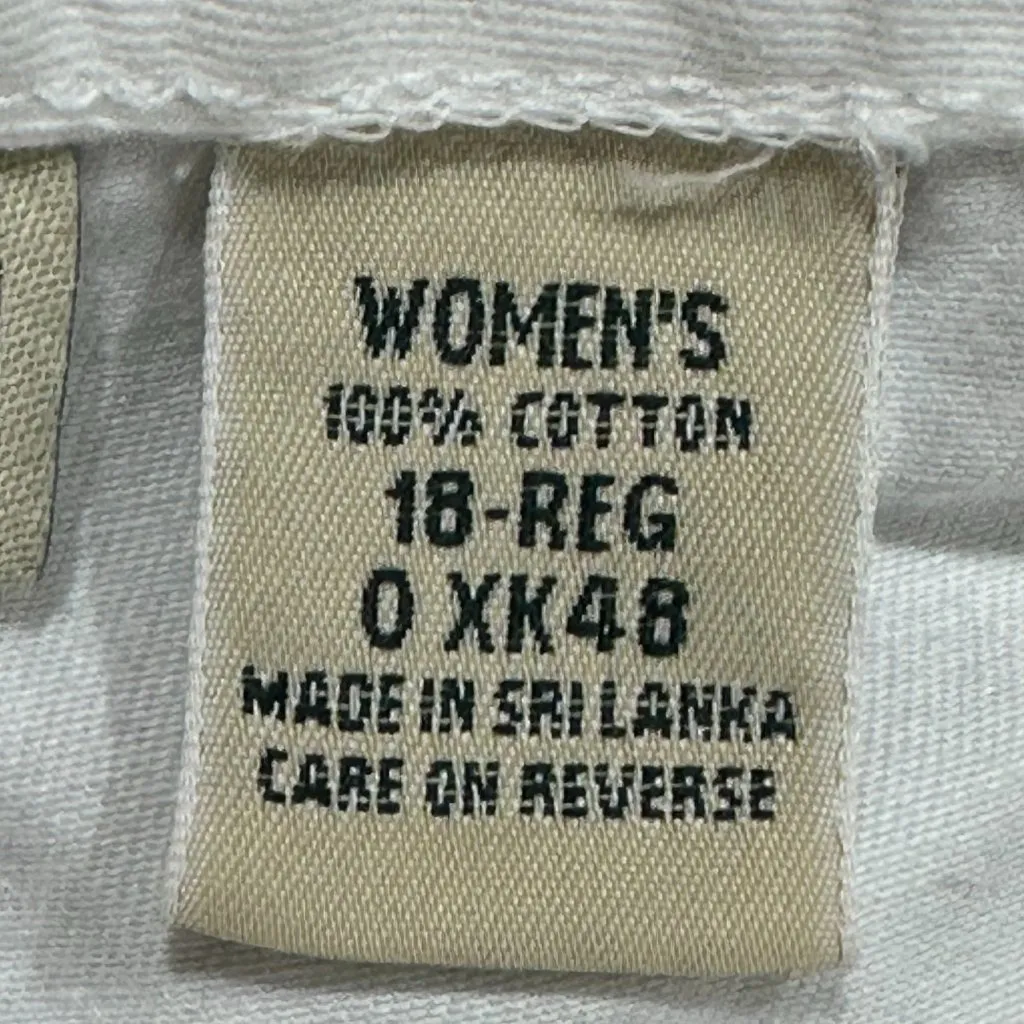 WOMEN'S
100% COTTON
18-REG
0 XK48
MADE IN SRI LANKA
CARE ON REVERSE